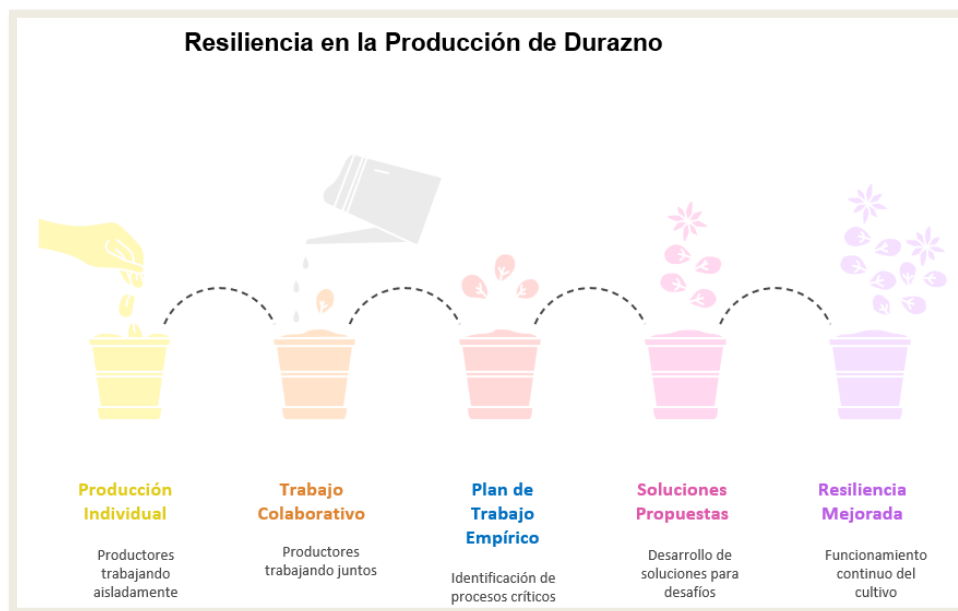 Resiliencia en la Producción de Durazno
Producción
Individual
Productores
trabajando
aisladamente
Trabajo
Colaborativo
Productores
trabajando juntos
Plan de
Trabajo
Empírico
Identificación de
procesos críticos
Soluciones
Propuestas
Desarrollo de
soluciones para
desafíos
Resiliencia
Mejorada
Funcionamiento
continuo del
cultivo